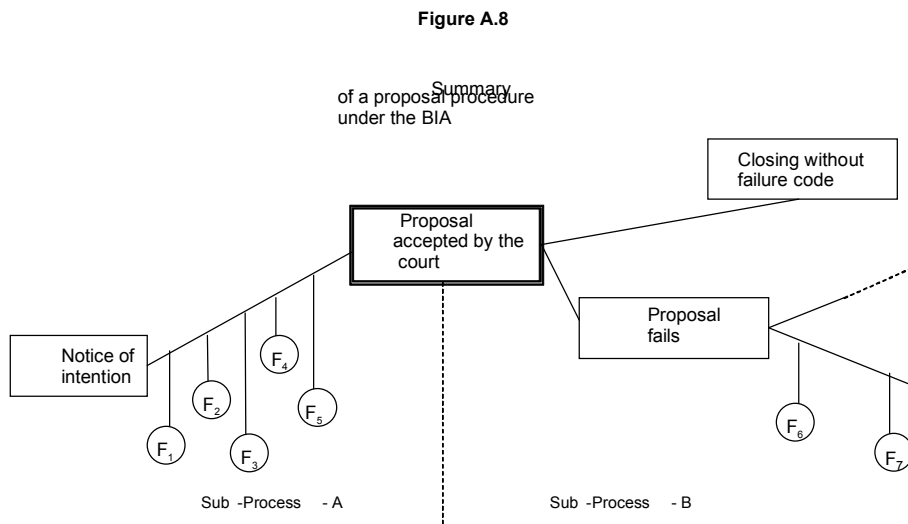 Figure A.8
Summary
of a proposal procedure
under the BIA
Closing without
failure code
Proposal
accepted by the
court
Proposal
fails
Notice of
intention
F1
F2
F3
F4
F5
F6
F7
Sub -Process - A
Sub -Process - B